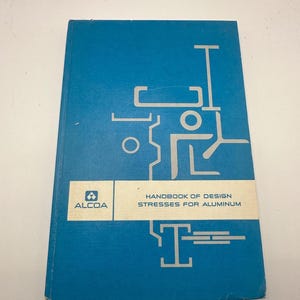 ALCOA
HANDBOOK OF DESIGN
STRESSES FOR ALUMINUM